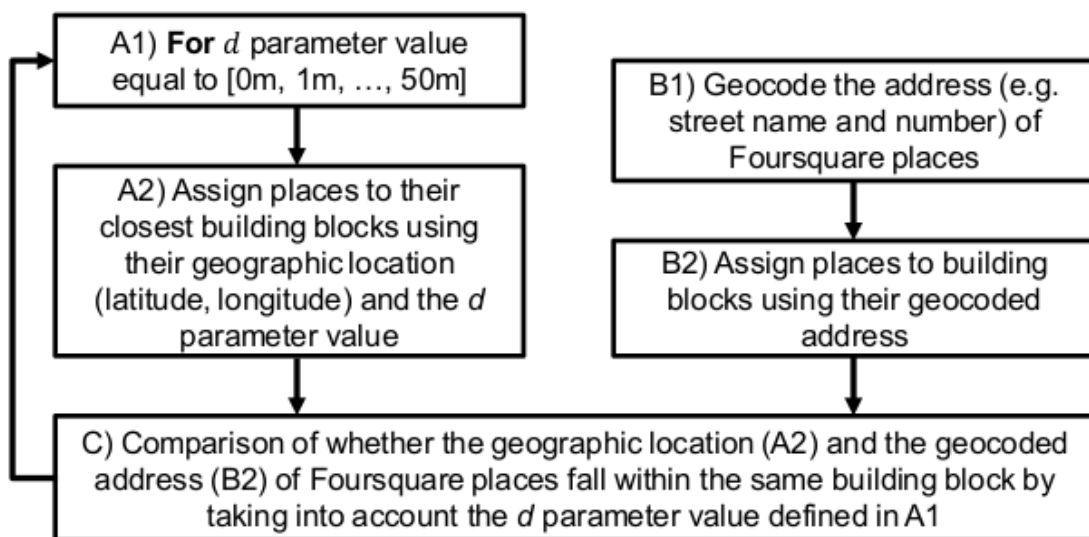 A1) For d parameter value
equal to [0m, 1m, …, 50m]
A2) Assign places to their
closest building blocks using
their geographic location
(latitude, longitude) and the d
parameter value
B1) Geocode the address (e.g.
street name and number) of
Foursquare places
B2) Assign places to building
blocks using their geocoded
address
C) Comparison of whether the geographic location (A2) and the geocoded
address (B2) of Foursquare places fall within the same building block by
taking into account the d parameter value defined in A1